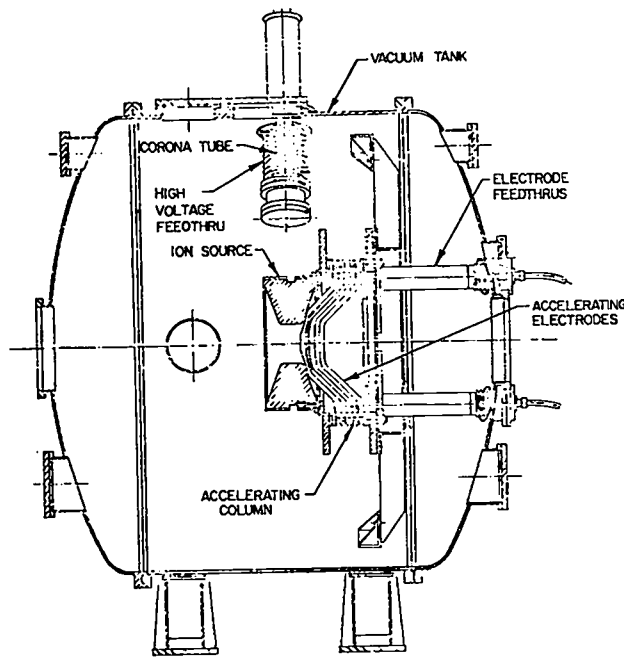 VACUUM TANK
CORONA TUBE
HIGH
VOLTAGE
FEEDTHRU
ELECTRODE
FEEDTHRUS
ION SOURCE
ACCELERATING
ELECTRODES
ACCELERATING
COLUMN